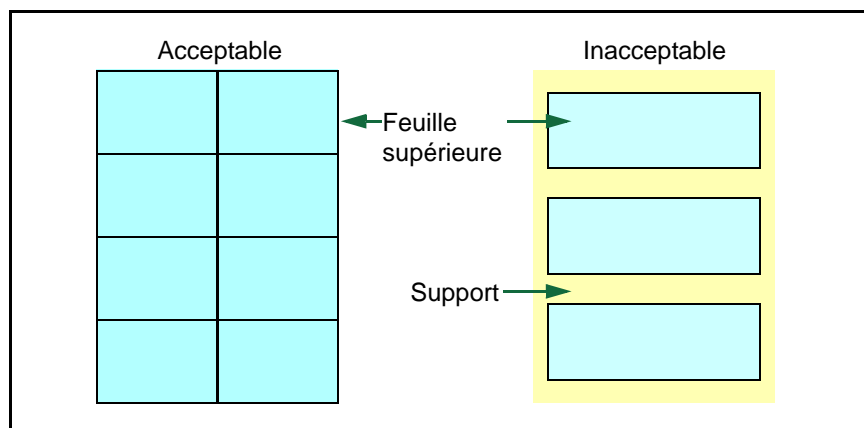 Acceptable
Inacceptable
Feuille
supérieure
Support